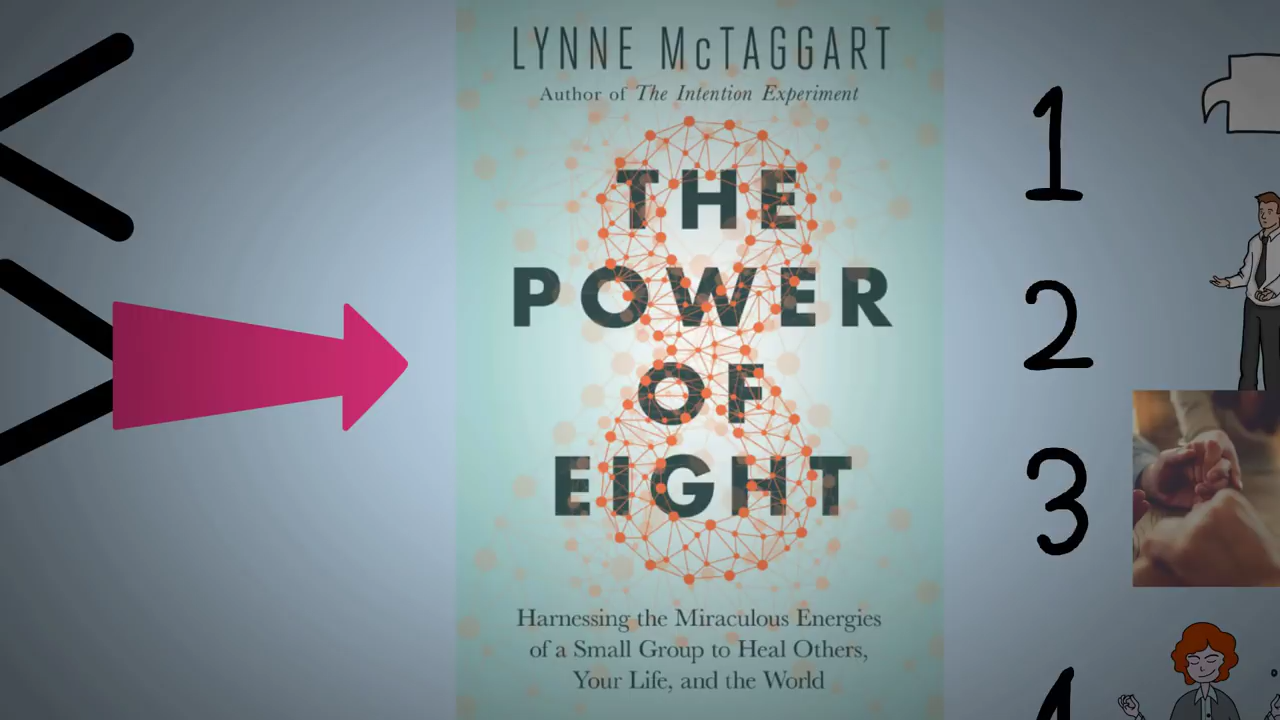 LYNNE McTAGGART
Author of The Intention Experiment
THE
POWER
OF
EIGHT
Harnessing the Miraculous Energies
of a Small Group to Heal Others,
Your Life, and the World
1
2
3
4